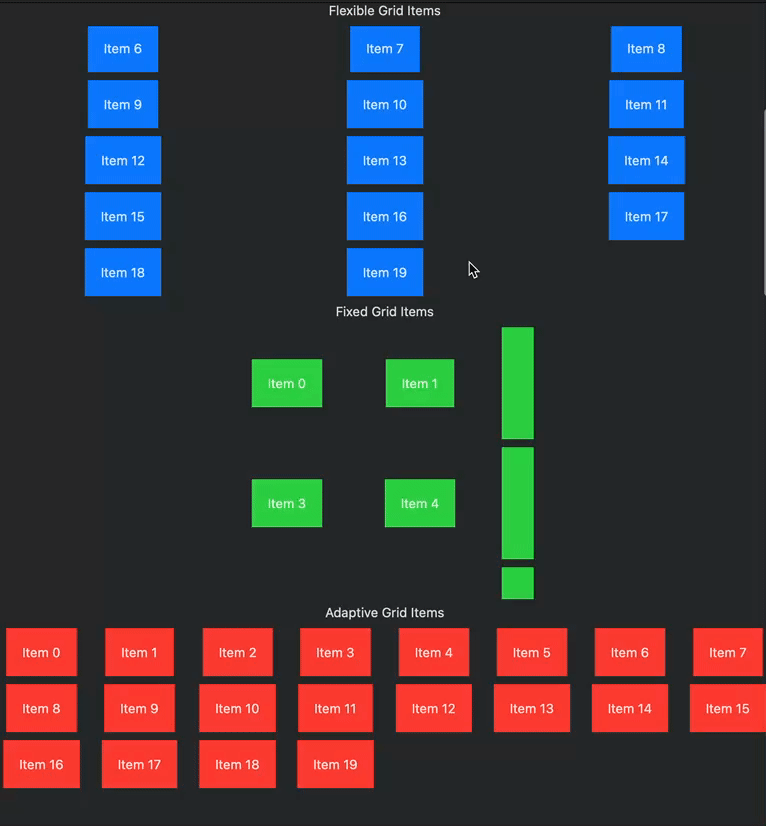 Flexible Grid Items
Item 6 Item 7 Item 8
Item 9 Item 10 Item 11
Item 12 Item 13 Item 14
Item 15 Item 16 Item 17
Item 18 Item 19
Fixed Grid Items
Item 0 Item 1
Item 3 Item 4
Adaptive Grid Items
Item 0 Item 1 Item 2 Item 3 Item 4 Item 5 Item 6 Item 7
Item 8 Item 9 Item 10 Item 11 Item 12 Item 13 Item 14 Item 15
Item 16 Item 17 Item 18 Item 19